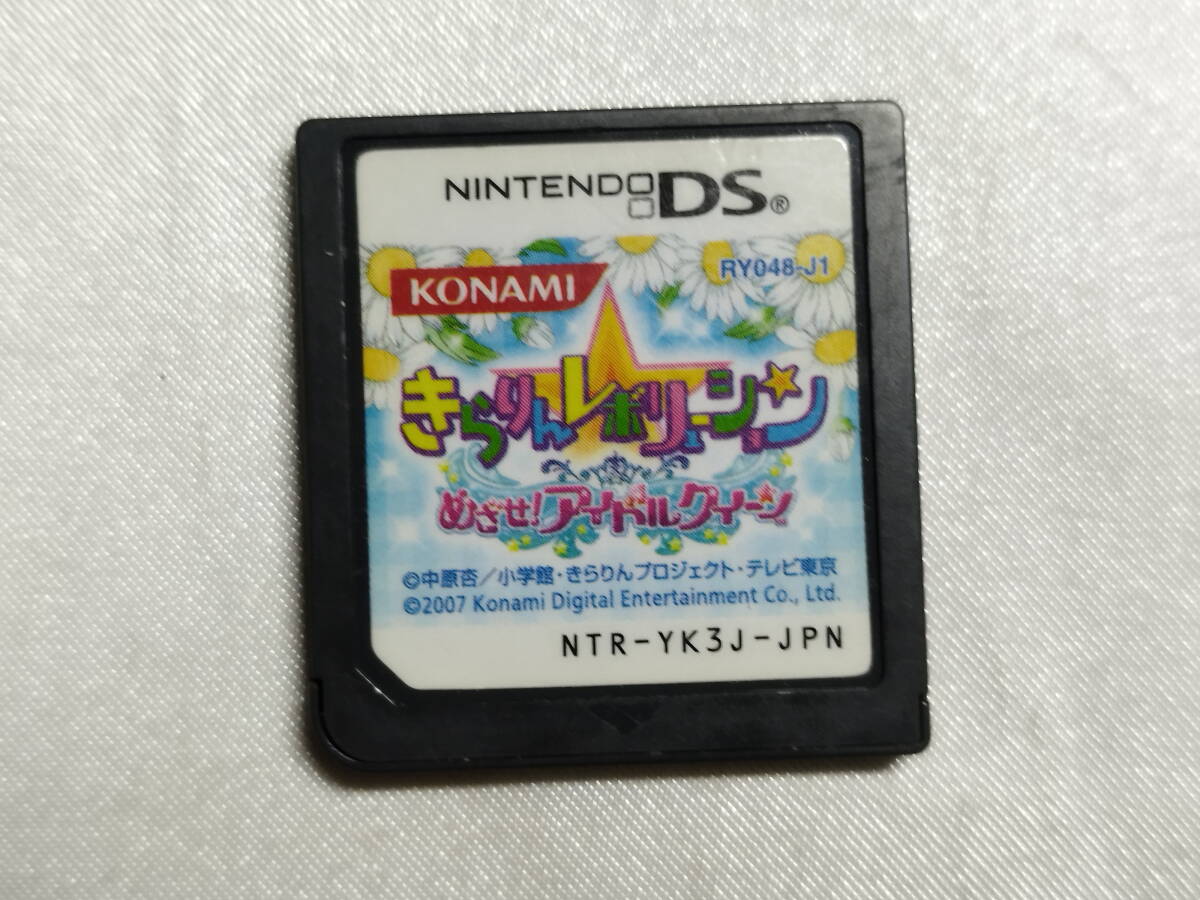 NINTENDO DS®
KONAMI
RY048-J1
きらりんレボリューション
めざせ!アイドルクイーン
©中原杏/小学館・きらりんプロジェクト・テレビ東京
©2007 Konami Digital Entertainment Co., Ltd.
NTR-YK3J-JPN